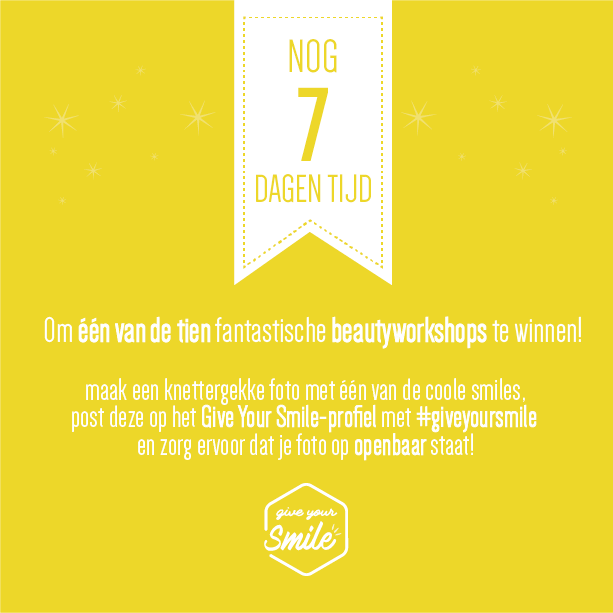 NOG
7
DAGEN TIJD
Om één van de tien fantastische beautyworkshops te winnen!
maak een knettergekke foto met één van de coole smiles,
post deze op het Give Your Smile-profiel met #giveyoursmile
en zorg ervoor dat je foto op openbaar staat!
give your
Smile